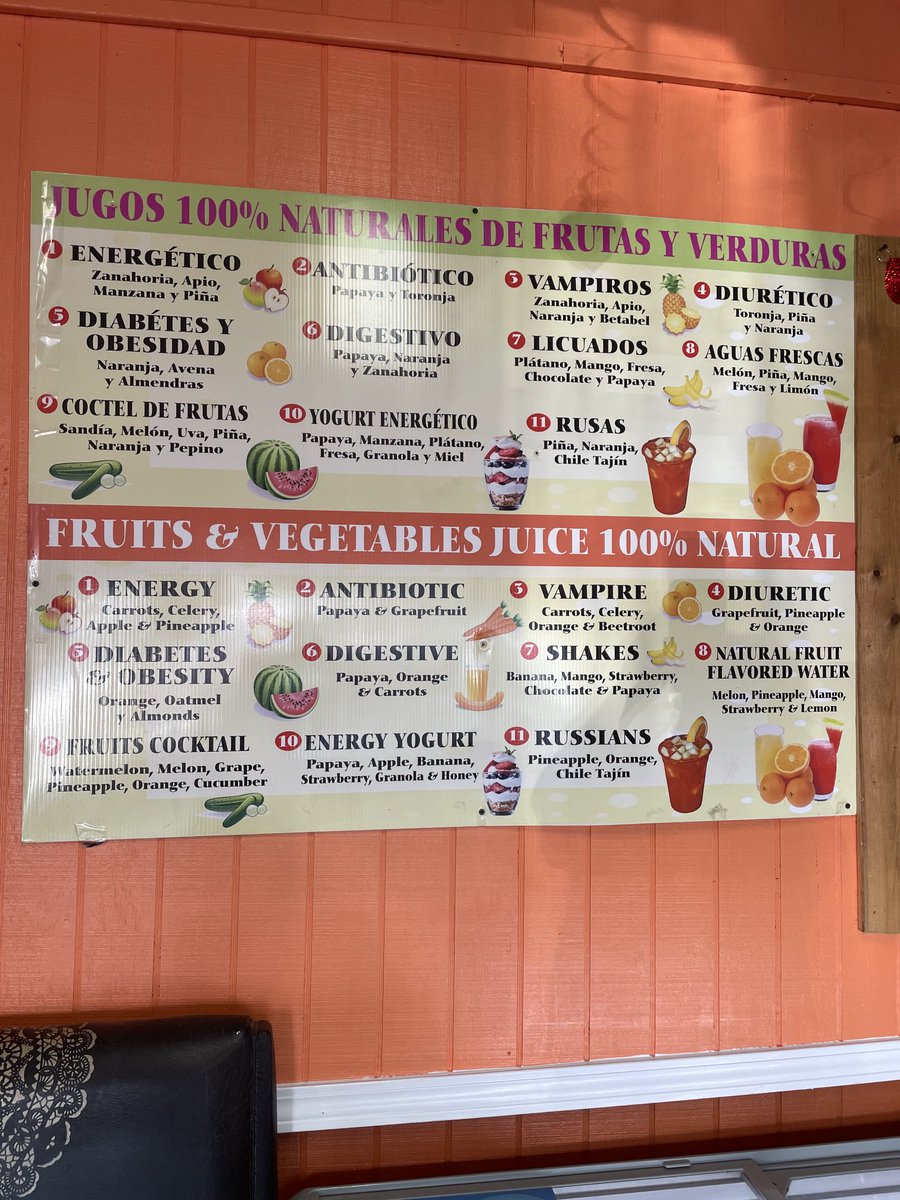 JUGOS 100% NATURALES DE FRUTAS Y VERDURAS
1 ENERGÉTICO
Zanahoria, Apio,
Manzana y Piña
2 ANTIBIÓTICO
Papaya y Toronja
3 VAMPIROS
Zanahoria, Apio,
Naranja y Betabel
4 DIURÉTICO
Toronja, Piña
y Naranja
5 DIABÉTES Y
OBESIDAD
Naranja, Avena
y Almendras
6 DIGESTIVO
Papaya, Naranja
y Zanahoria
7 LICUADOS
Plátano, Mango, Fresa,
Chocolate y Papaya
8 AGUAS FRESCAS
Melón, Piña, Mango,
Fresa y Limón
9 COCTEL DE FRUTAS
Sandía, Melón, Uva, Piña,
Naranja y Pepino
10 YOGURT ENERGÉTICO
Papaya, Manzana, Plátano,
Fresa, Granola y Miel
11 RUSAS
Piña, Naranja,
Chile Tajín
FRUITS & VEGETABLES JUICE 100% NATURAL
1 ENERGY
Carrots, Celery,
Apple & Pineapple
2 ANTIBIOTIC
Papaya & Grapefruit
3 VAMPIRE
Carrots, Celery,
Orange & Beetroot
4 DIURETIC
Grapefruit, Pineapple
& Orange
5 DIABETES
& OBESITY
Orange, Oatmel
y Almonds
6 DIGESTIVE
Papaya, Orange
& Carrots
7 SHAKES
Banana, Mango, Strawberry,
Chocolate & Papaya
8 NATURAL FRUIT
FLAVORED WATER
Melon, Pineapple, Mango,
Strawberry & Lemon
9 FRUITS COCKTAIL
Watermelon, Melon, Grape,
Pineapple, Orange, Cucumber
10 ENERGY YOGURT
Papaya, Apple, Banana,
Strawberry, Granola & Honey
11 RUSSIANS
Pineapple, Orange,
Chile Tajín